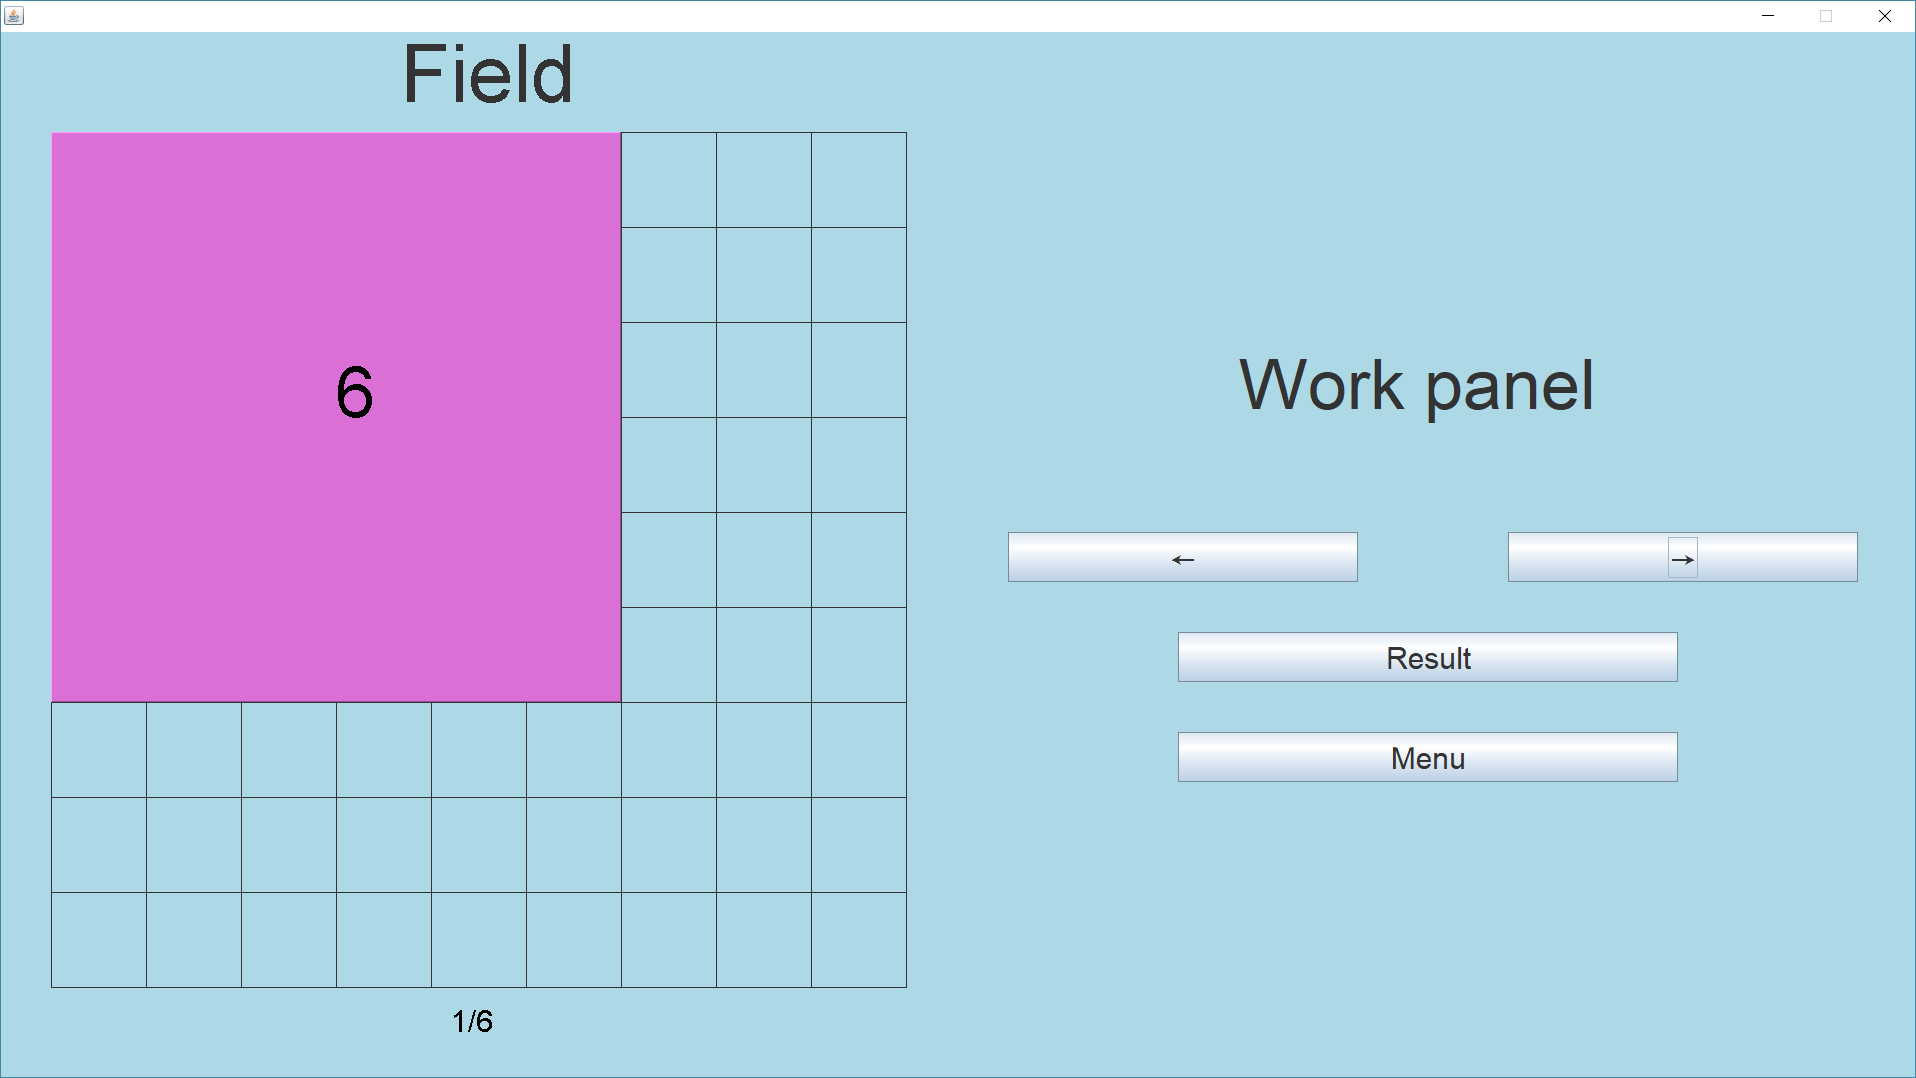 Field
6
1/6
Work panel
← →
Result
Menu